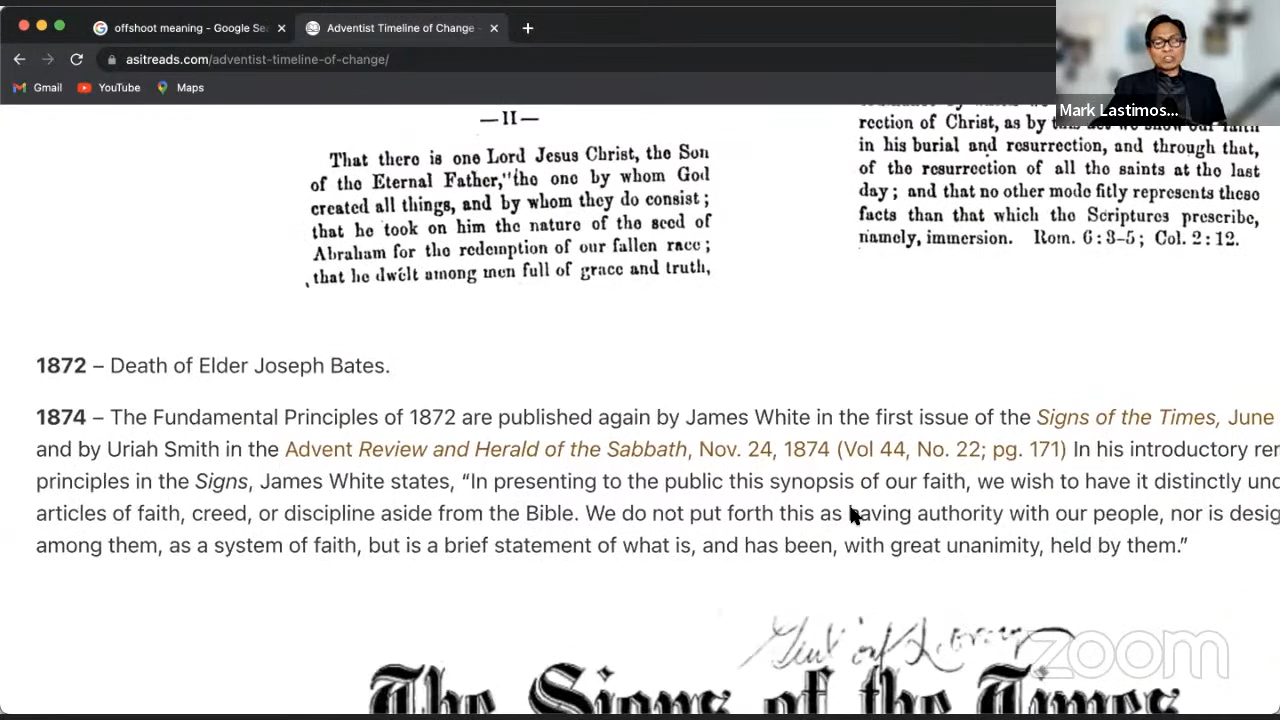 offshoot meaning - Google Se
Adventist Timeline of Change -
asitreads.com/adventist-timeline-of-change/
Gmail
YouTube
Maps
Mark Lastimos...
—II—
That there is one Lord Jesus Christ, the Son
of the Eternal Father, the one by whom God
created all things, and by whom they do consist;
that he took on him the nature of the seed of
Abraham for the redemption of our fallen race;
that he dwelt among men full of grace and truth,
rection of Christ, as by this act we show our faith
in his burial and resurrection, and through that,
of the resurrection of all the saints at the last
day; and that no other mode fitly represents these
facts than that which the Scriptures prescribe,
namely, immersion. Rom. 6:3-5; Col. 2:12.
1872 – Death of Elder Joseph Bates.
1874 – The Fundamental Principles of 1872 are published again by James White in the first issue of the Signs of the Times, June
and by Uriah Smith in the Advent Review and Herald of the Sabbath, Nov. 24, 1874 (Vol 44, No. 22; pg. 171) In his introductory rer
principles in the Signs, James White states, “In presenting to the public this synopsis of our faith, we wish to have it distinctly und
articles of faith, creed, or discipline aside from the Bible. We do not put forth this as having authority with our people, nor is desig
among them, as a system of faith, but is a brief statement of what is, and has been, with great unanimity, held by them.”
zoom
The Signs of the Times